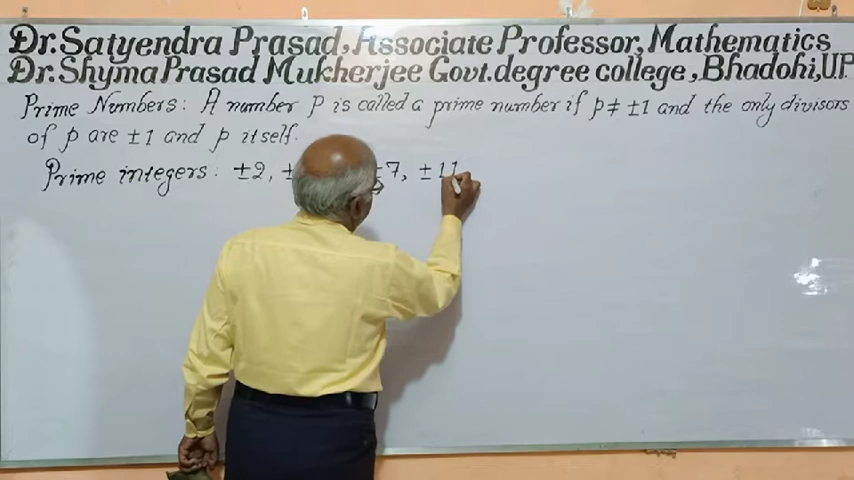 Dr. Satyendra Prasad, Associate Professor, Mathematics
Dr. Shyma Prasad Mukherjee Govt. degree college, Bhadohi, U.P
Prime Numbers: A number P is called a prime number if p ≠ ±1 and the only divisors
of p are ±1 and p itself.
Prime integers: ±2, ± ±7, ±11